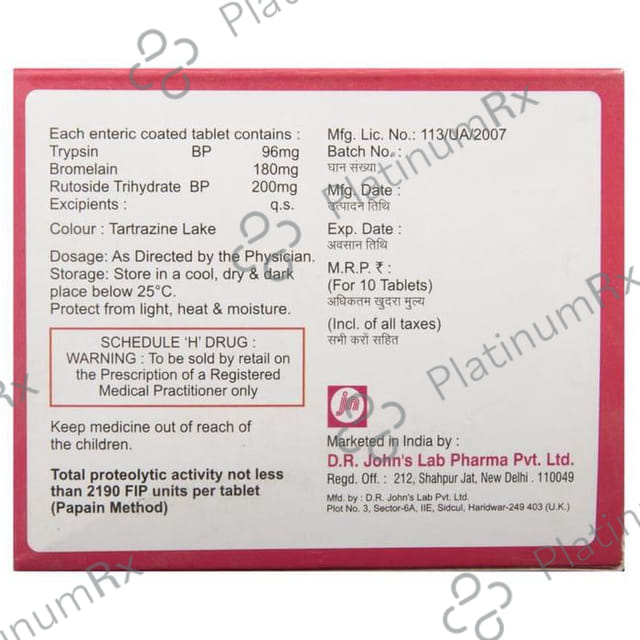 Each enteric coated tablet contains :
Trypsin BP 96mg
Bromelain 180mg
Rutoside Trihydrate BP 200mg
Excipients : q.s.
Colour : Tartrazine Lake
Dosage: As Directed by the Physician.
Storage: Store in a cool, dry & dark
place below 25°C.
Protect from light, heat & moisture.
SCHEDULE 'H' DRUG :
WARNING : To be sold by retail on
the Prescription of a Registered
Medical Practitioner only
Keep medicine out of reach of
the children.
Total proteolytic activity not less
than 2190 FIP units per tablet
(Papain Method)
Mfg. Lic. No.: 113/UA/2007
Batch No. :
घान संख्या
Mfg. Date :
उत्पादन तिथि
Exp. Date :
अवसान तिथि
M.R.P. ₹ :
(For 10 Tablets)
अधिकतम खुदरा मुल्य
(Incl. of all taxes)
सभी करों सहित
jn
Marketed in India by :
D.R. John's Lab Pharma Pvt. Ltd.
Regd. Off. : 212, Shahpur Jat, New Delhi . 110049
Mfd. by : D.R. John's Lab Pvt. Ltd.
Plot No. 3, Sector-6A, IIE, Sidcul, Haridwar-249 403 (U.K.)
PlatinumRx
PlatinumRx
PlatinumRx
PlatinumRx
PlatinumRx